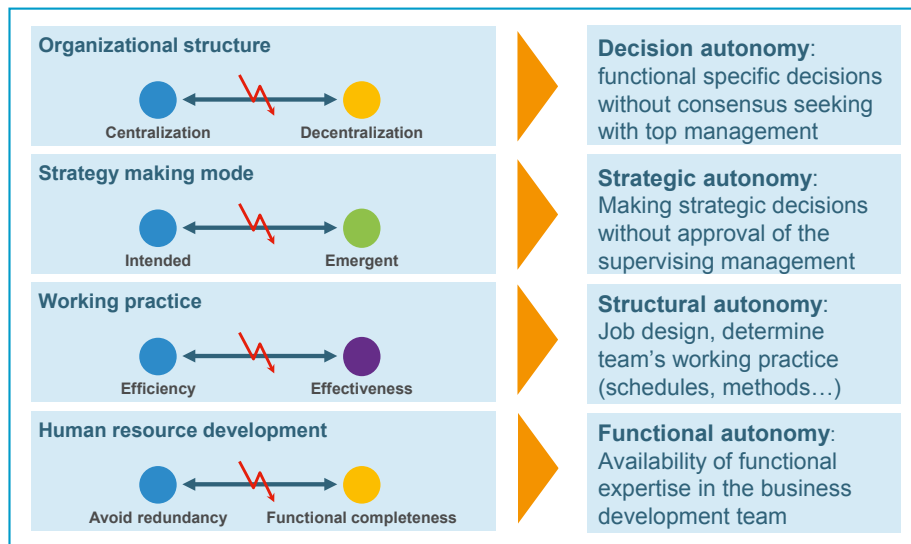 Organizational structure
Centralization
Decentralization
Decision autonomy:
functional specific decisions
without consensus seeking
with top management
Strategy making mode
Intended
Emergent
Strategic autonomy:
Making strategic decisions
without approval of the
supervising management
Working practice
Efficiency
Effectiveness
Structural autonomy:
Job design, determine
team’s working practice
(schedules, methods…)
Human resource development
Avoid redundancy
Functional completeness
Functional autonomy:
Availability of functional
expertise in the business
development team